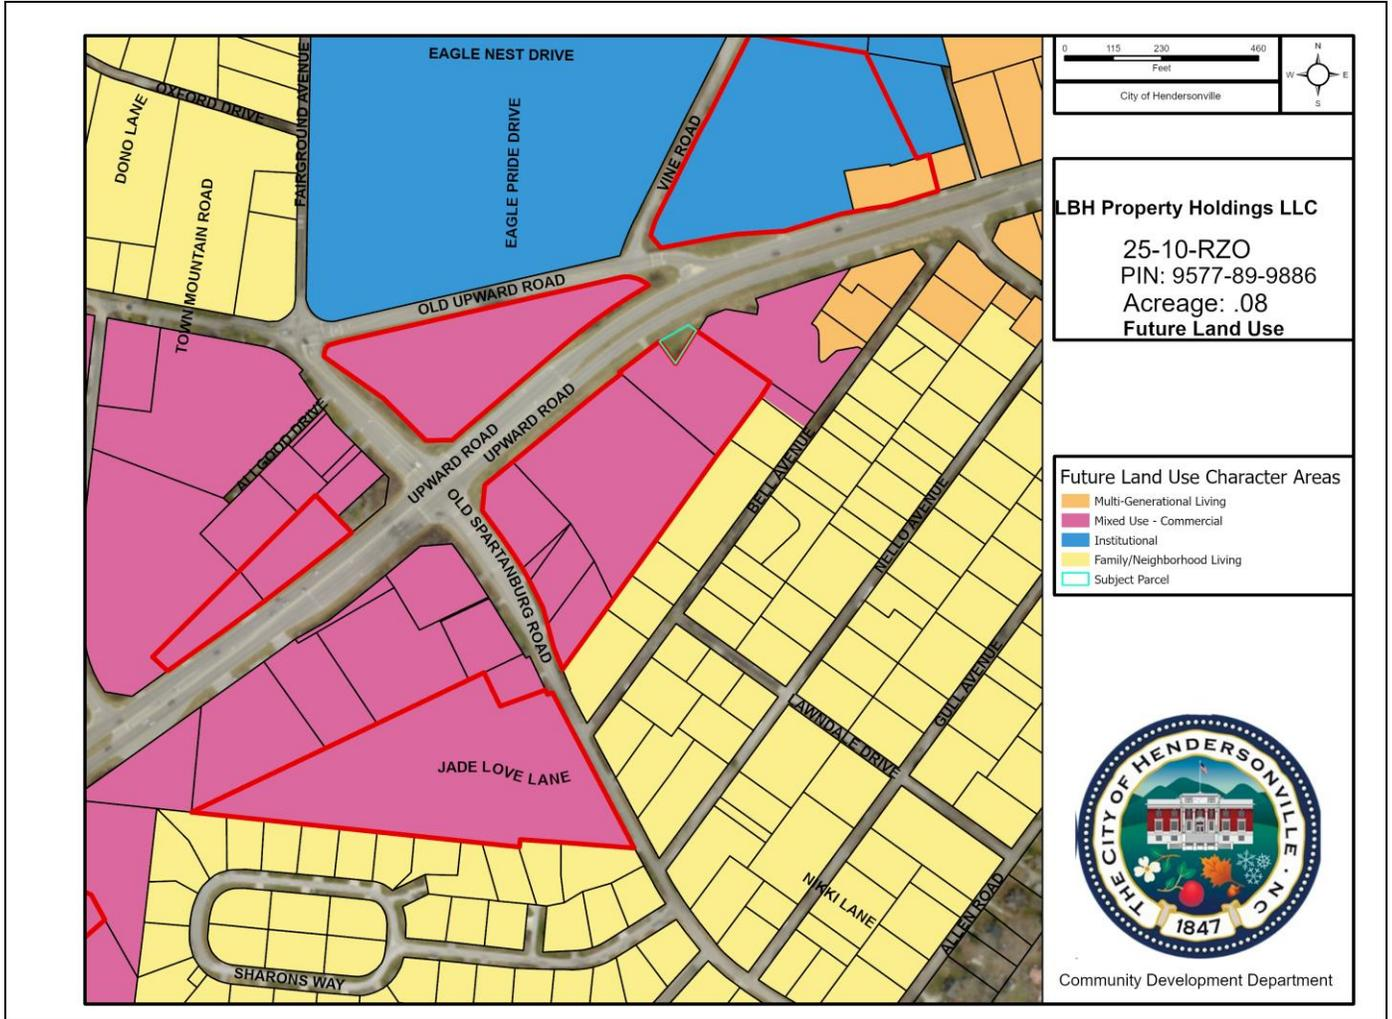 EAGLE NEST DRIVE
OXFORD DRIVE
FAIRGROUND AVENUE
DONO LANE
EAGLE PRIDE DRIVE
VINE ROAD
TOWN MOUNTAIN ROAD
OLD UPWARD ROAD
ALLGOOD DRIVE
UPWARD ROAD
UPWARD ROAD
OLD SPARTANBURG ROAD
BELL AVENUE
NELLO AVENUE
GULL AVENUE
LAWNDALE DRIVE
JADE LOVE LANE
NIKKI LANE
ALLEN ROAD
SHARONS WAY
0 115 230 460
Feet
City of Hendersonville
N
W E
S
LBH Property Holdings LLC
25-10-RZO
PIN: 9577-89-9886
Acreage: .08
Future Land Use
Future Land Use Character Areas
Multi-Generational Living
Mixed Use - Commercial
Institutional
Family/Neighborhood Living
Subject Parcel
THE CITY OF HENDERSONVILLE · NC
1847
Community Development Department